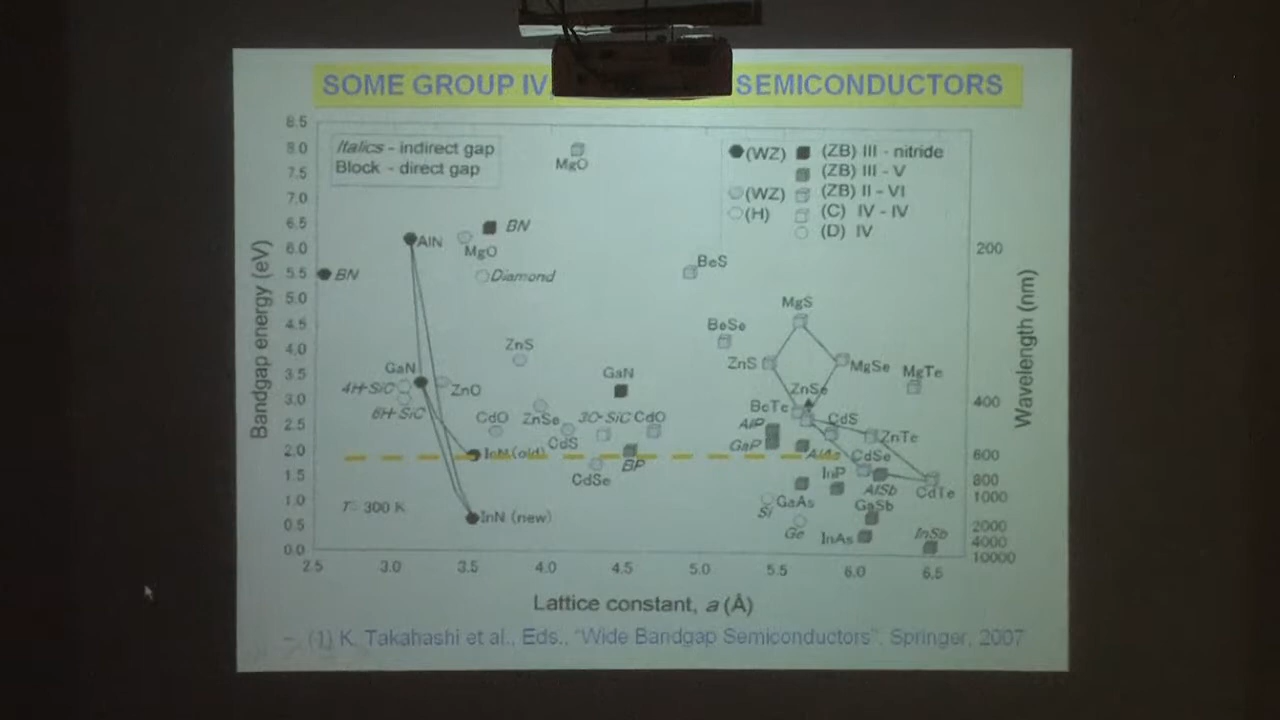 SOME GROUP IV SEMICONDUCTORS
8.5
8.0
7.5
7.0
6.5
6.0
5.5
5.0
4.5
4.0
3.5
3.0
2.5
2.0
1.5
1.0
0.5
0.0
Bandgap energy (eV)
Italics - indirect gap
Block - direct gap
MgO
(WZ) (ZB) III - nitride
(ZB) III - V
(WZ) (ZB) II - VI
(H) (C) IV - IV
(D) IV
BN
AlN
MgO
BN
Diamond
BeS
MgS
BeSe
ZnS
ZnS
MgSe
MgTe
GaN
GaN
4H-SiC
ZnO
6H-SiC
ZnSe
BeTe
CdO
ZnSe
3C-SiC
CdO
CdS
AlP
ZnTe
CdS
GaP
InN (old)
AlAs
CdSe
BP
CdSe
InP
AlSb
CdTe
Si
GaAs
GaSb
T= 300 K
InN (new)
Ge
InAs
InSb
200
400
600
800
1000
2000
4000
10000
Wavelength (nm)
2.5 3.0 3.5 4.0 4.5 5.0 5.5 6.0 6.5
Lattice constant, a (Å)
– (1) K. Takahashi et al., Eds., "Wide Bandgap Semiconductors", Springer, 2007